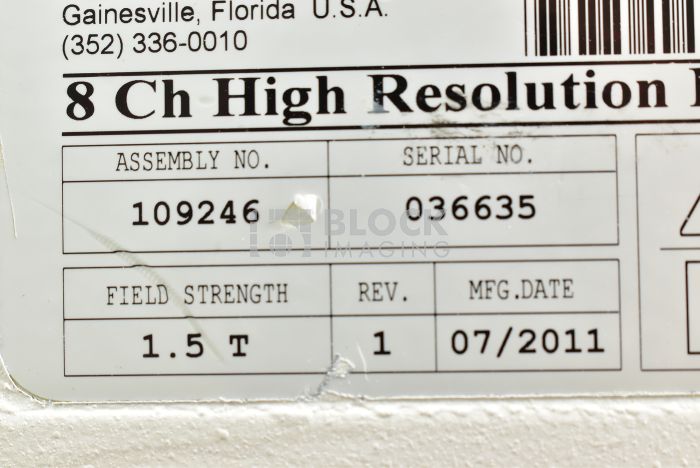 Gainesville, Florida U.S.A.
(352) 336-0010
8 Ch High Resolution
ASSEMBLY NO. SERIAL NO.
109246 036635
BLOCK
IMAGING
FIELD STRENGTH REV. MFG.DATE
1.5 T 1 07/2011